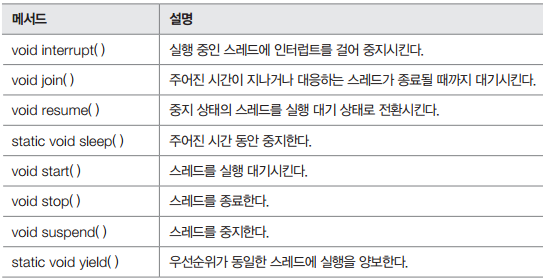 메서드 설명
void interrupt( ) 실행 중인 스레드에 인터럽트를 걸어 중지시킨다.
void join( ) 주어진 시간이 지나거나 대응하는 스레드가 종료될 때까지 대기시킨다.
void resume( ) 중지 상태의 스레드를 실행 대기 상태로 전환시킨다.
static void sleep( ) 주어진 시간 동안 중지한다.
void start( ) 스레드를 실행 대기시킨다.
void stop( ) 스레드를 종료한다.
void suspend( ) 스레드를 중지한다.
static void yield( ) 우선순위가 동일한 스레드에 실행을 양보한다.